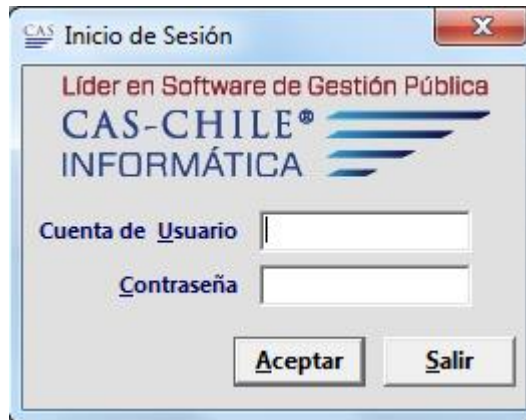 CAS Inicio de Sesión
Líder en Software de Gestión Pública
CAS-CHILE®
INFORMÁTICA
Cuenta de Usuario
Contraseña
Aceptar Salir